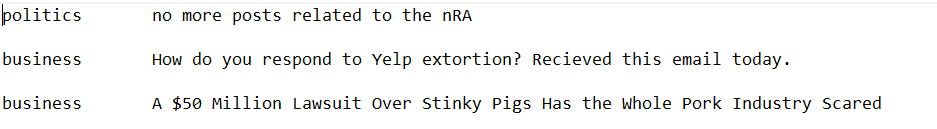 politics	no more posts related to the nRA
business	How do you respond to Yelp extortion? Recieved this email today.
business	A $50 Million Lawsuit Over Stinky Pigs Has the Whole Pork Industry Scared